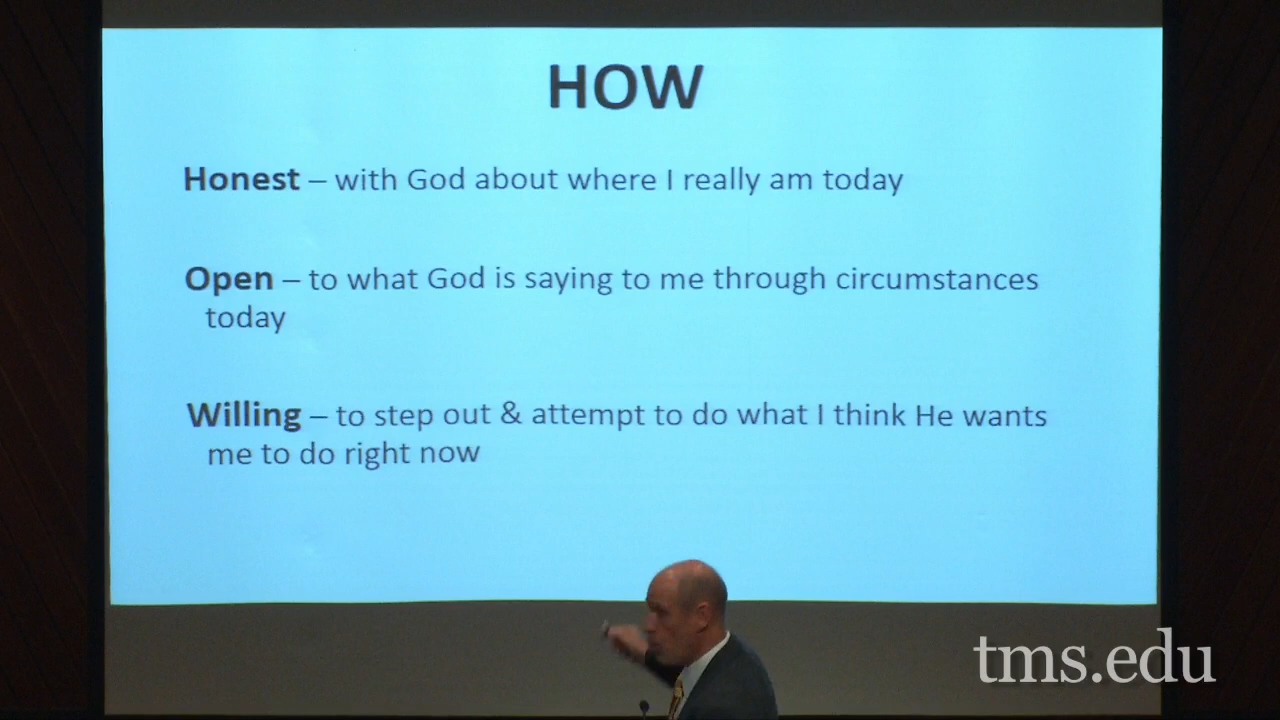 HOW
Honest – with God about where I really am today
Open – to what God is saying to me through circumstances
today
Willing – to step out & attempt to do what I think He wants
me to do right now
tms.edu